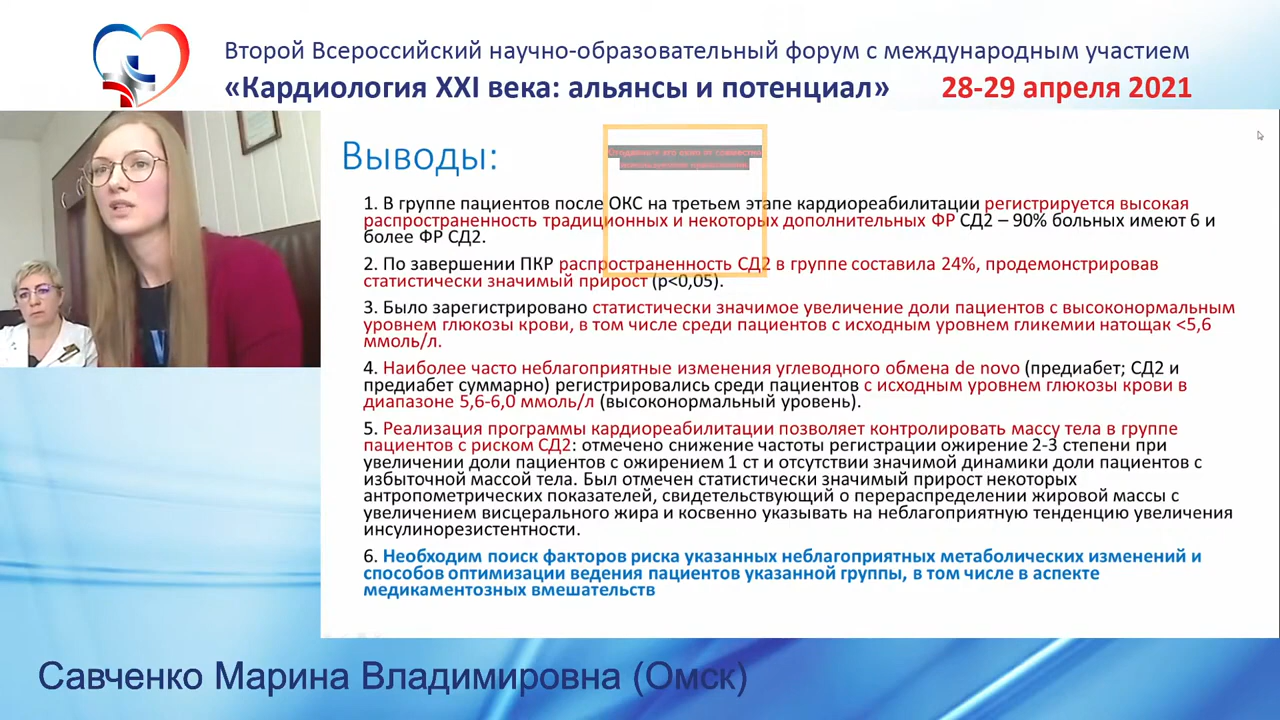 Второй Всероссийский научно-образовательный форум с международным участием
«Кардиология XXI века: альянсы и потенциал» 28-29 апреля 2021
Выводы:
1. В группе пациентов после ОКС на третьем этапе кардиореабилитации регистрируется высокая
распространенность традиционных и некоторых дополнительных ФР СД2 – 90% больных имеют 6 и
более ФР СД2.
2. По завершении ПКР распространенность СД2 в группе составила 24%, продемонстрировав
статистически значимый прирост (p<0,05).
3. Было зарегистрировано статистически значимое увеличение доли пациентов с высоконормальным
уровнем глюкозы крови, в том числе среди пациентов с исходным уровнем гликемии натощак <5,6
ммоль/л.
4. Наиболее часто неблагоприятные изменения углеводного обмена de novo (предиабет; СД2 и
предиабет суммарно) регистрировались среди пациентов с исходным уровнем глюкозы крови в
диапазоне 5,6-6,0 ммоль/л (высоконормальный уровень).
5. Реализация программы кардиореабилитации позволяет контролировать массу тела в группе
пациентов с риском СД2: отмечено снижение частоты регистрации ожирение 2-3 степени при
увеличении доли пациентов с ожирением 1 ст и отсутствии значимой динамики доли пациентов с
избыточной массой тела. Был отмечен статистически значимый прирост некоторых
антропометрических показателей, свидетельствующий о перераспределении жировой массы с
увеличением висцерального жира и косвенно указывать на неблагоприятную тенденцию увеличения
инсулинорезистентности.
6. Необходим поиск факторов риска указанных неблагоприятных метаболических изменений и
способов оптимизации ведения пациентов указанной группы, в том числе в аспекте
медикаментозных вмешательств
Савченко Марина Владимировна (Омск)